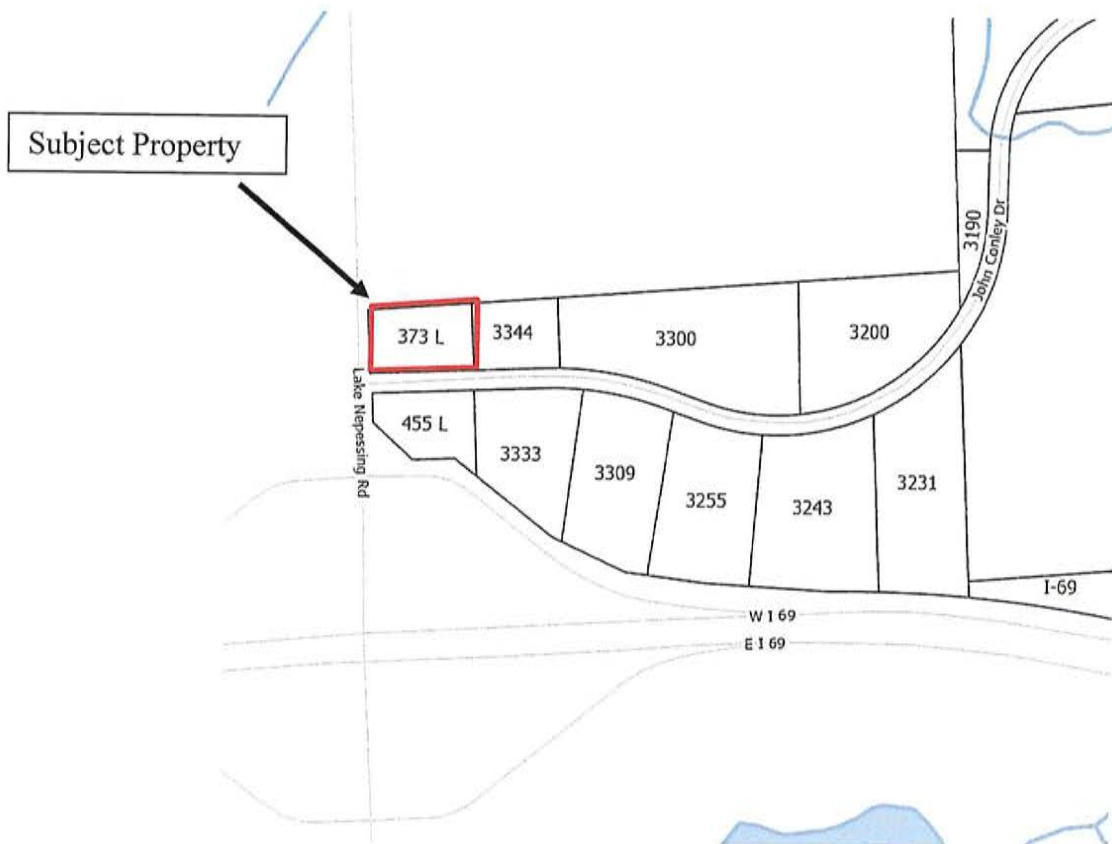 Subject Property
3190
John Conley Dr
373 L
3344
3300
3200
Lake Nepessing Rd
455 L
3333
3309
3255
3243
3231
I-69
W I 69
E I 69